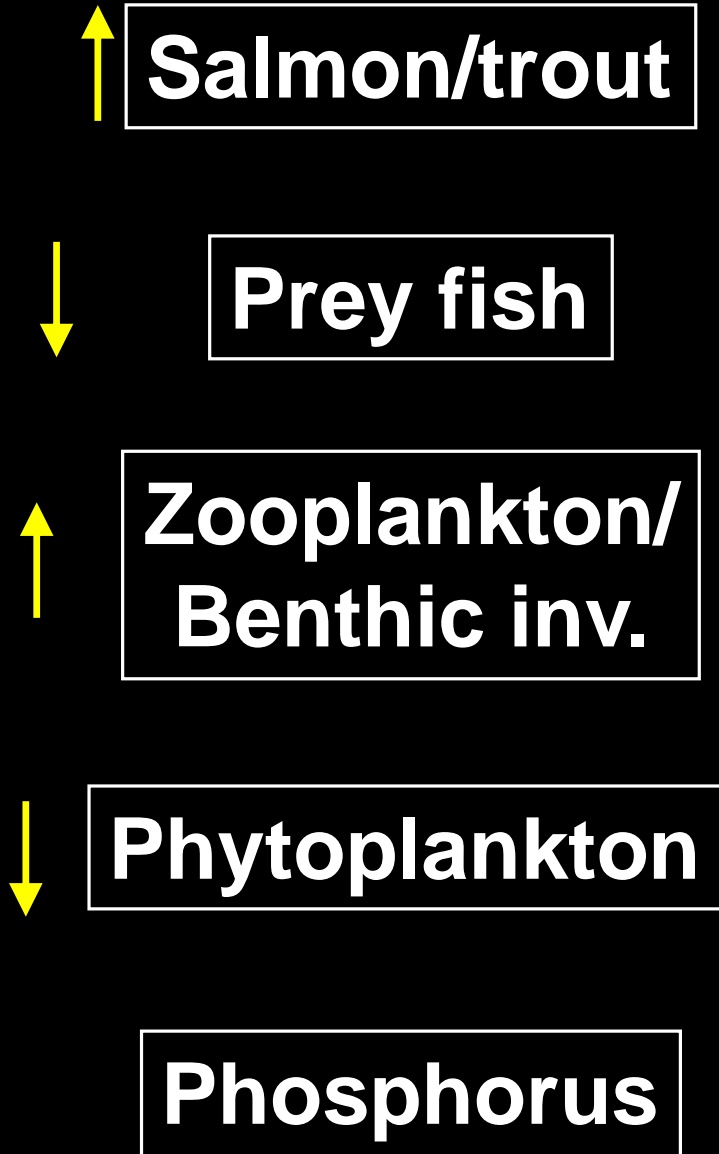 Salmon/trout
Prey fish
Zooplankton/
Benthic inv.
Phytoplankton
Phosphorus